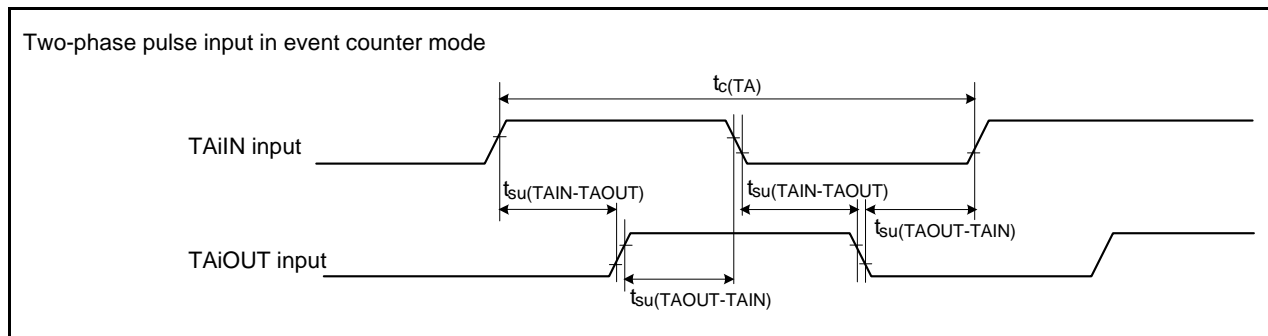 Two-phase pulse input in event counter mode
tc(TA)
TAiIN input
tsu(TAIN-TAOUT)
tsu(TAIN-TAOUT)
tsu(TAOUT-TAIN)
TAiOUT input
tsu(TAOUT-TAIN)